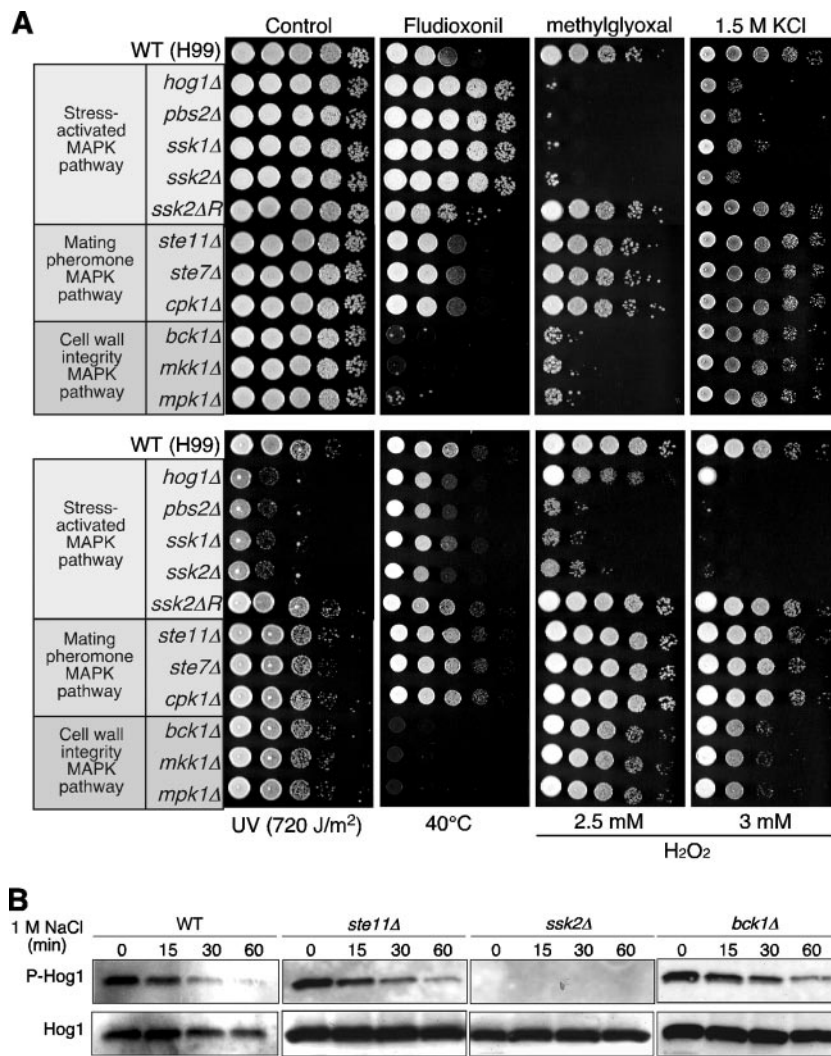 A
Control Fludioxonil methylglyoxal 1.5 M KCl
WT (H99)
Stress-
activated
MAPK
pathway
hog1Δ
pbs2Δ
ssk1Δ
ssk2Δ
ssk2ΔR
Mating
pheromone
MAPK
pathway
ste11Δ
ste7Δ
cpk1Δ
Cell wall
integrity
MAPK
pathway
bck1Δ
mkk1Δ
mpk1Δ
WT (H99)
Stress-
activated
MAPK
pathway
hog1Δ
pbs2Δ
ssk1Δ
ssk2Δ
ssk2ΔR
Mating
pheromone
MAPK
pathway
ste11Δ
ste7Δ
cpk1Δ
Cell wall
integrity
MAPK
pathway
bck1Δ
mkk1Δ
mpk1Δ
UV (720 J/m²) 40°C 2.5 mM 3 mM
H₂O₂
B
1 M NaCl WT ste11Δ ssk2Δ bck1Δ
(min) 0 15 30 60 0 15 30 60 0 15 30 60 0 15 30 60
P-Hog1
Hog1